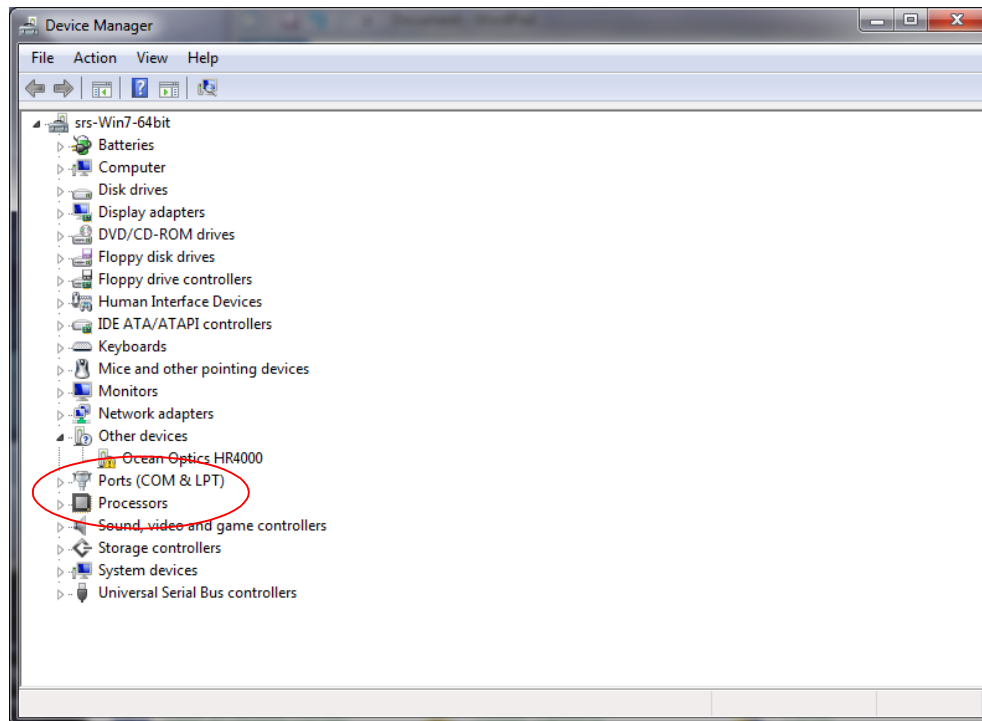 Device Manager
File Action View Help
srs-Win7-64bit
Batteries
Computer
Disk drives
Display adapters
DVD/CD-ROM drives
Floppy disk drives
Floppy drive controllers
Human Interface Devices
IDE ATA/ATAPI controllers
Keyboards
Mice and other pointing devices
Monitors
Network adapters
Other devices
Ocean Optics HR4000
Ports (COM & LPT)
Processors
Sound, video and game controllers
Storage controllers
System devices
Universal Serial Bus controllers